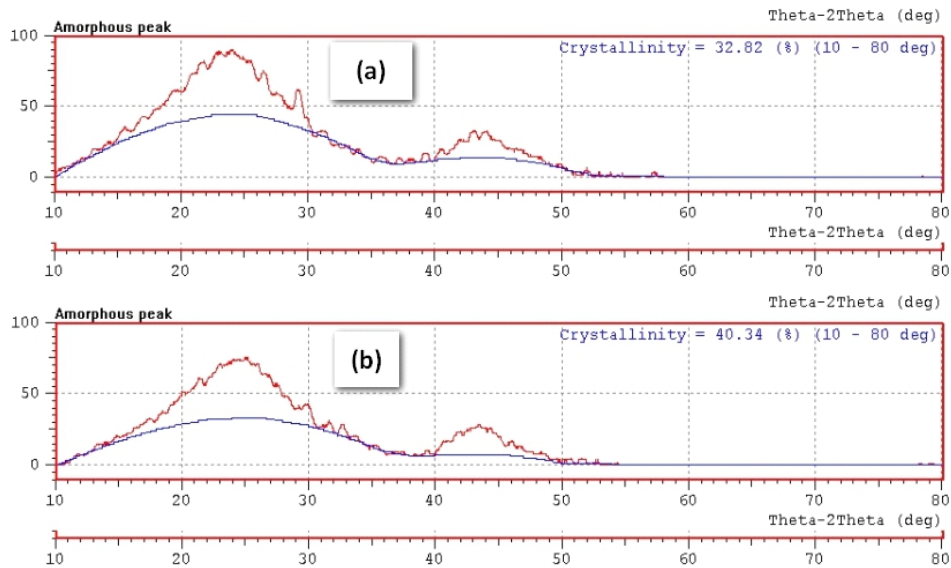 Theta-2Theta (deg)
Amorphous peak
100
Crystallinity = 32.82 (%) (10 - 80 deg)
(a)
50
0
10 20 30 40 50 60 70 80
Theta-2Theta (deg)
10 20 30 40 50 60 70 80
Theta-2Theta (deg)
Amorphous peak
100
Crystallinity = 40.34 (%) (10 - 80 deg)
(b)
50
0
10 20 30 40 50 60 70 80
Theta-2Theta (deg)
10 20 30 40 50 60 70 80